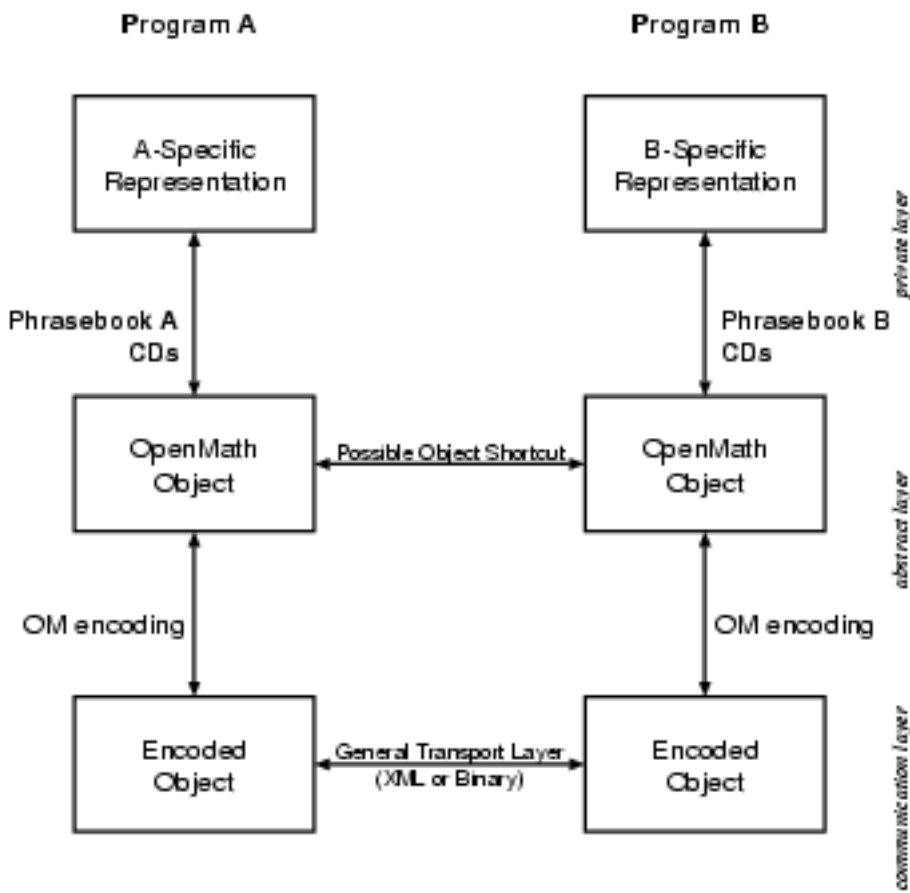 Program A
Program B
A-Specific
Representation
B-Specific
Representation
private layer
Phrasebook A
CDs
Phrasebook B
CDs
OpenMath
Object
Possible Object Shortcut
OpenMath
Object
abstract layer
OM encoding
OM encoding
Encoded
Object
General Transport Layer
(XML or Binary)
Encoded
Object
communication layer